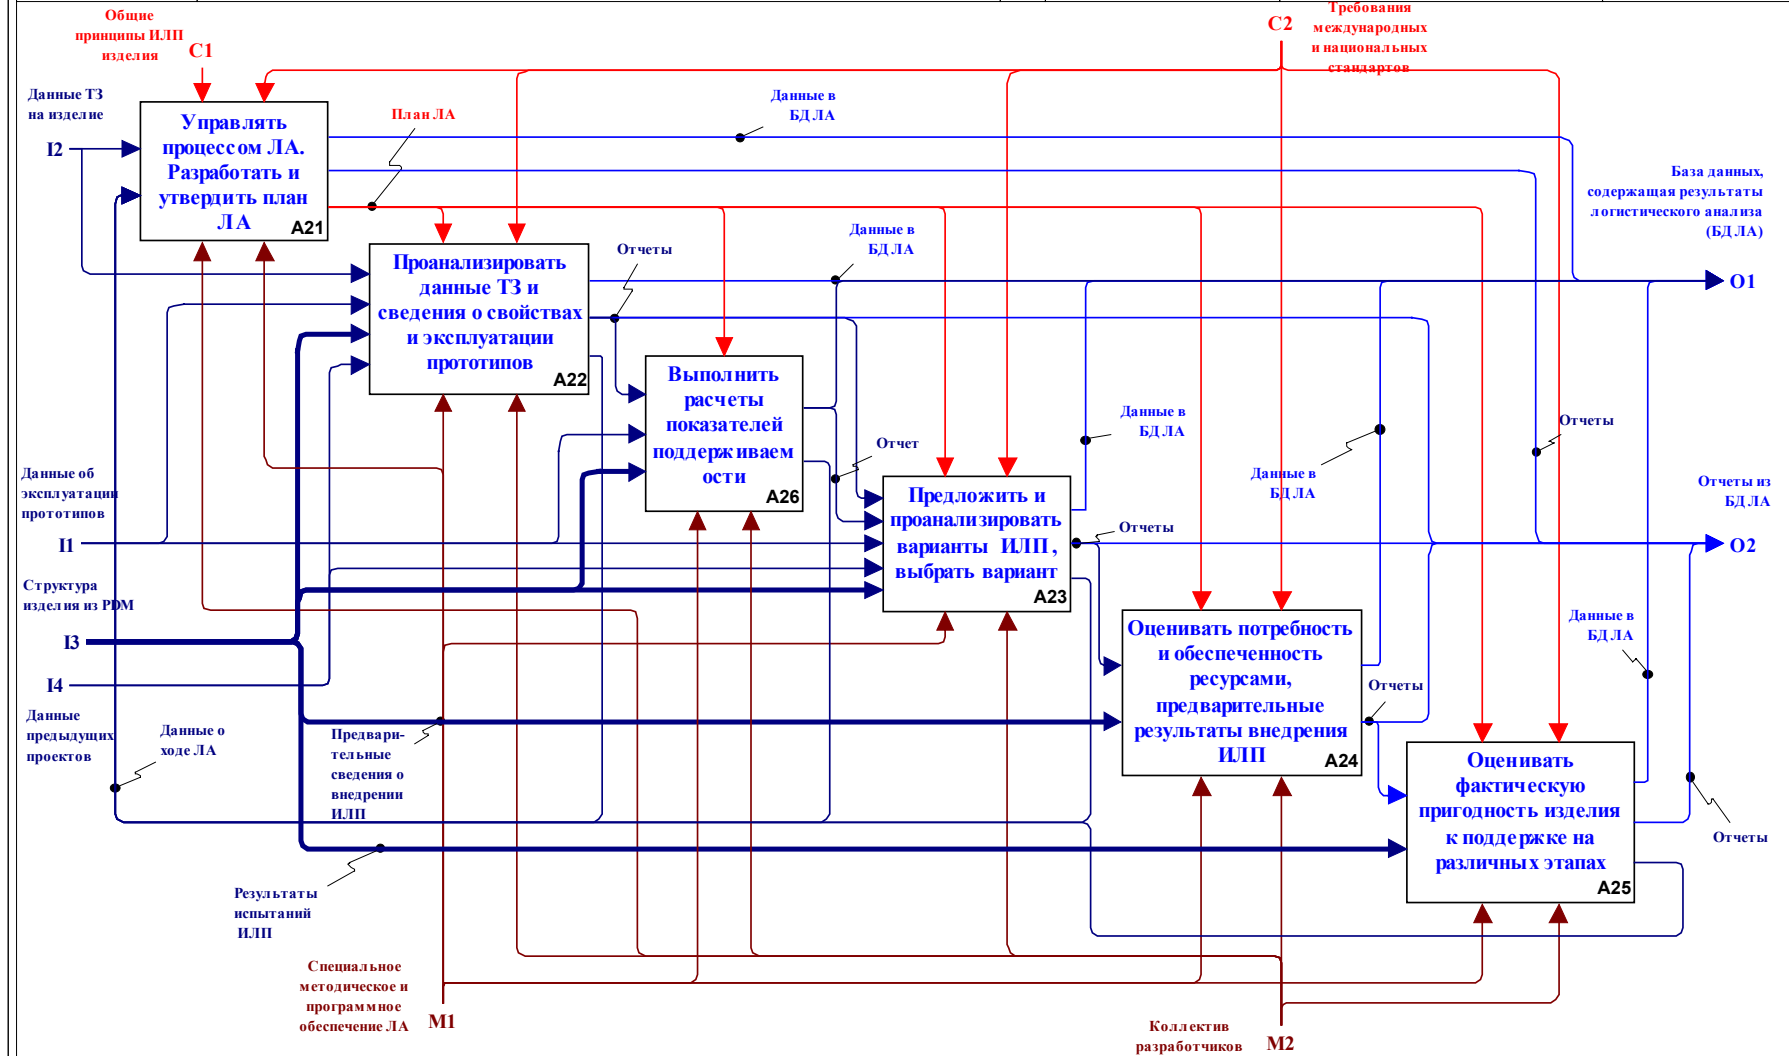 Общие
принципы ИЛП
изделия
C1
C2
Требования
международных
и национальных
стандартов
Данные ТЗ
на изделие
I2
Управлять
процессом ЛА.
Разработать и
утвердить план
ЛА
A21
План ЛА
Данные в
БД ЛА
База данных,
содержащая результаты
логистического анализа
(БД ЛА)
O1
Проанализировать
данные ТЗ и
сведения о свойствах
и эксплуатации
прототипов
A22
Отчеты
Данные в
БД ЛА
Выполнить
расчеты
показателей
поддерживаем
ости
A26
Отчет
Данные в
БД ЛА
Данные в
БД ЛА
Отчеты
Данные об
эксплуатации
прототипов
I1
Предложить и
проанализировать
варианты ИЛП,
выбрать вариант
A23
Отчеты
Отчеты из
БД ЛА
O2
Структура
изделия из PDM
I3
I4
Данные
предыдущих
проектов
Данные о
ходе ЛА
Предвари-
тельные
сведения о
внедрении
ИЛП
Оценивать потребность
и обеспеченность
ресурсами,
предварительные
результаты внедрения
ИЛП
A24
Отчеты
Данные в
БД ЛА
Оценивать
фактическую
пригодность изделия
к поддержке на
различных этапах
A25
Отчеты
Результаты
испытаний
ИЛП
Специальное
методическое и
программное
обеспечение ЛА
M1
Коллектив
разработчиков
M2